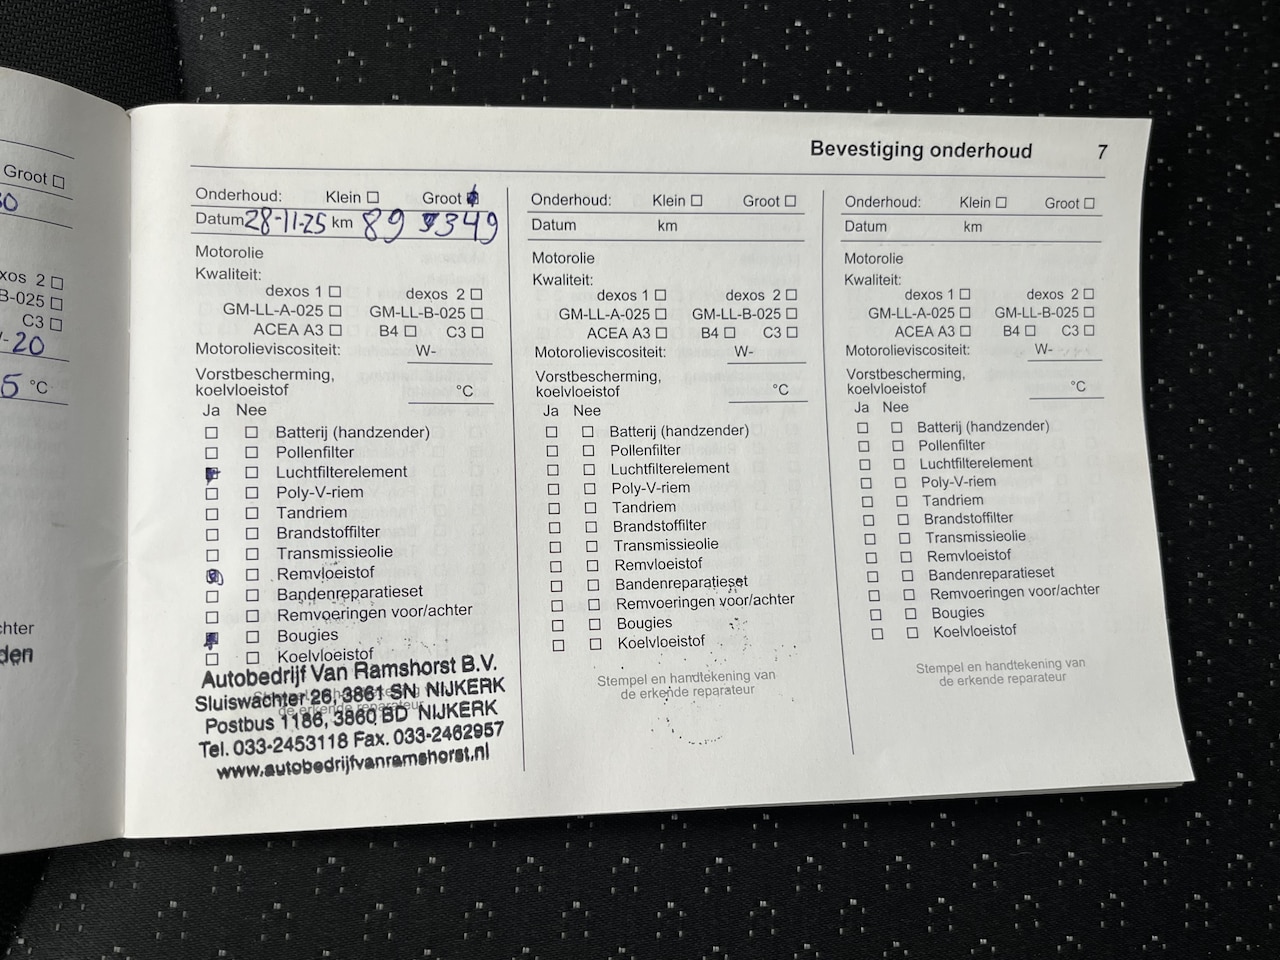 Groot
dexos 2
B-025
C3
-20
5 °C
Bevestiging onderhoud 7
Onderhoud: Klein Groot
Datum 28-11-25 km 89 349
Motorolie
Kwaliteit:
dexos 1 dexos 2
GM-LL-A-025 GM-LL-B-025
ACEA A3 B4 C3
Motorolieviscositeit: W-
Vorstbescherming,
koelvloeistof °C
Ja Nee
Batterij (handzender)
Pollenfilter
Luchtfilterelement
Poly-V-riem
Tandriem
Brandstoffilter
Transmissieolie
Remvloeistof
Bandenreparatieset
Remvoeringen voor/achter
Bougies
Koelvloeistof
Stempel en handtekening van
de erkende reparateur
Autobedrijf Van Ramshorst B.V.
Sluiswachter 26, 3861 SN NIJKERK
Postbus 1186, 3860 BD NIJKERK
Tel. 033-2453118 Fax. 033-2462957
www.autobedrijfvanramshorst.nl
Onderhoud: Klein Groot
Datum km
Motorolie
Kwaliteit:
dexos 1 dexos 2
GM-LL-A-025 GM-LL-B-025
ACEA A3 B4 C3
Motorolieviscositeit: W-
Vorstbescherming,
koelvloeistof °C
Ja Nee
Batterij (handzender)
Pollenfilter
Luchtfilterelement
Poly-V-riem
Tandriem
Brandstoffilter
Transmissieolie
Remvloeistof
Bandenreparatieset
Remvoeringen voor/achter
Bougies
Koelvloeistof
Stempel en handtekening van
de erkende reparateur
Onderhoud: Klein Groot
Datum km
Motorolie
Kwaliteit:
dexos 1 dexos 2
GM-LL-A-025 GM-LL-B-025
ACEA A3 B4 C3
Motorolieviscositeit: W-
Vorstbescherming,
koelvloeistof °C
Ja Nee
Batterij (handzender)
Pollenfilter
Luchtfilterelement
Poly-V-riem
Tandriem
Brandstoffilter
Transmissieolie
Remvloeistof
Bandenreparatieset
Remvoeringen voor/achter
Bougies
Koelvloeistof
Stempel en handtekening van
de erkende reparateur